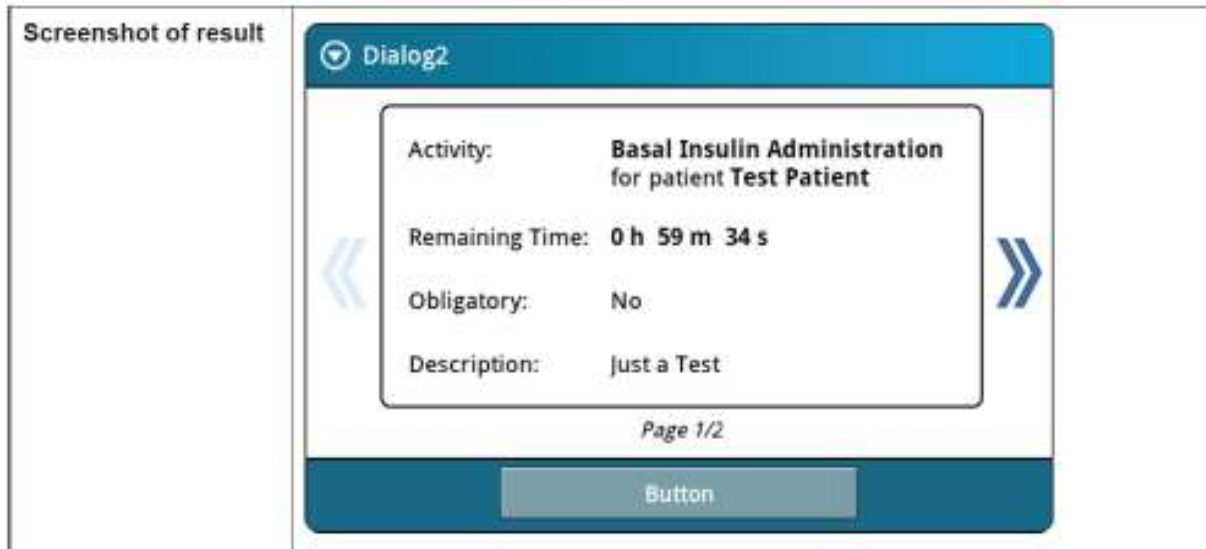 Screenshot of result
Dialog2
Activity: Basal Insulin Administration
for patient Test Patient
Remaining Time: 0 h 59 m 34 s
Obligatory: No
Description: Just a Test
Page 1/2
Button